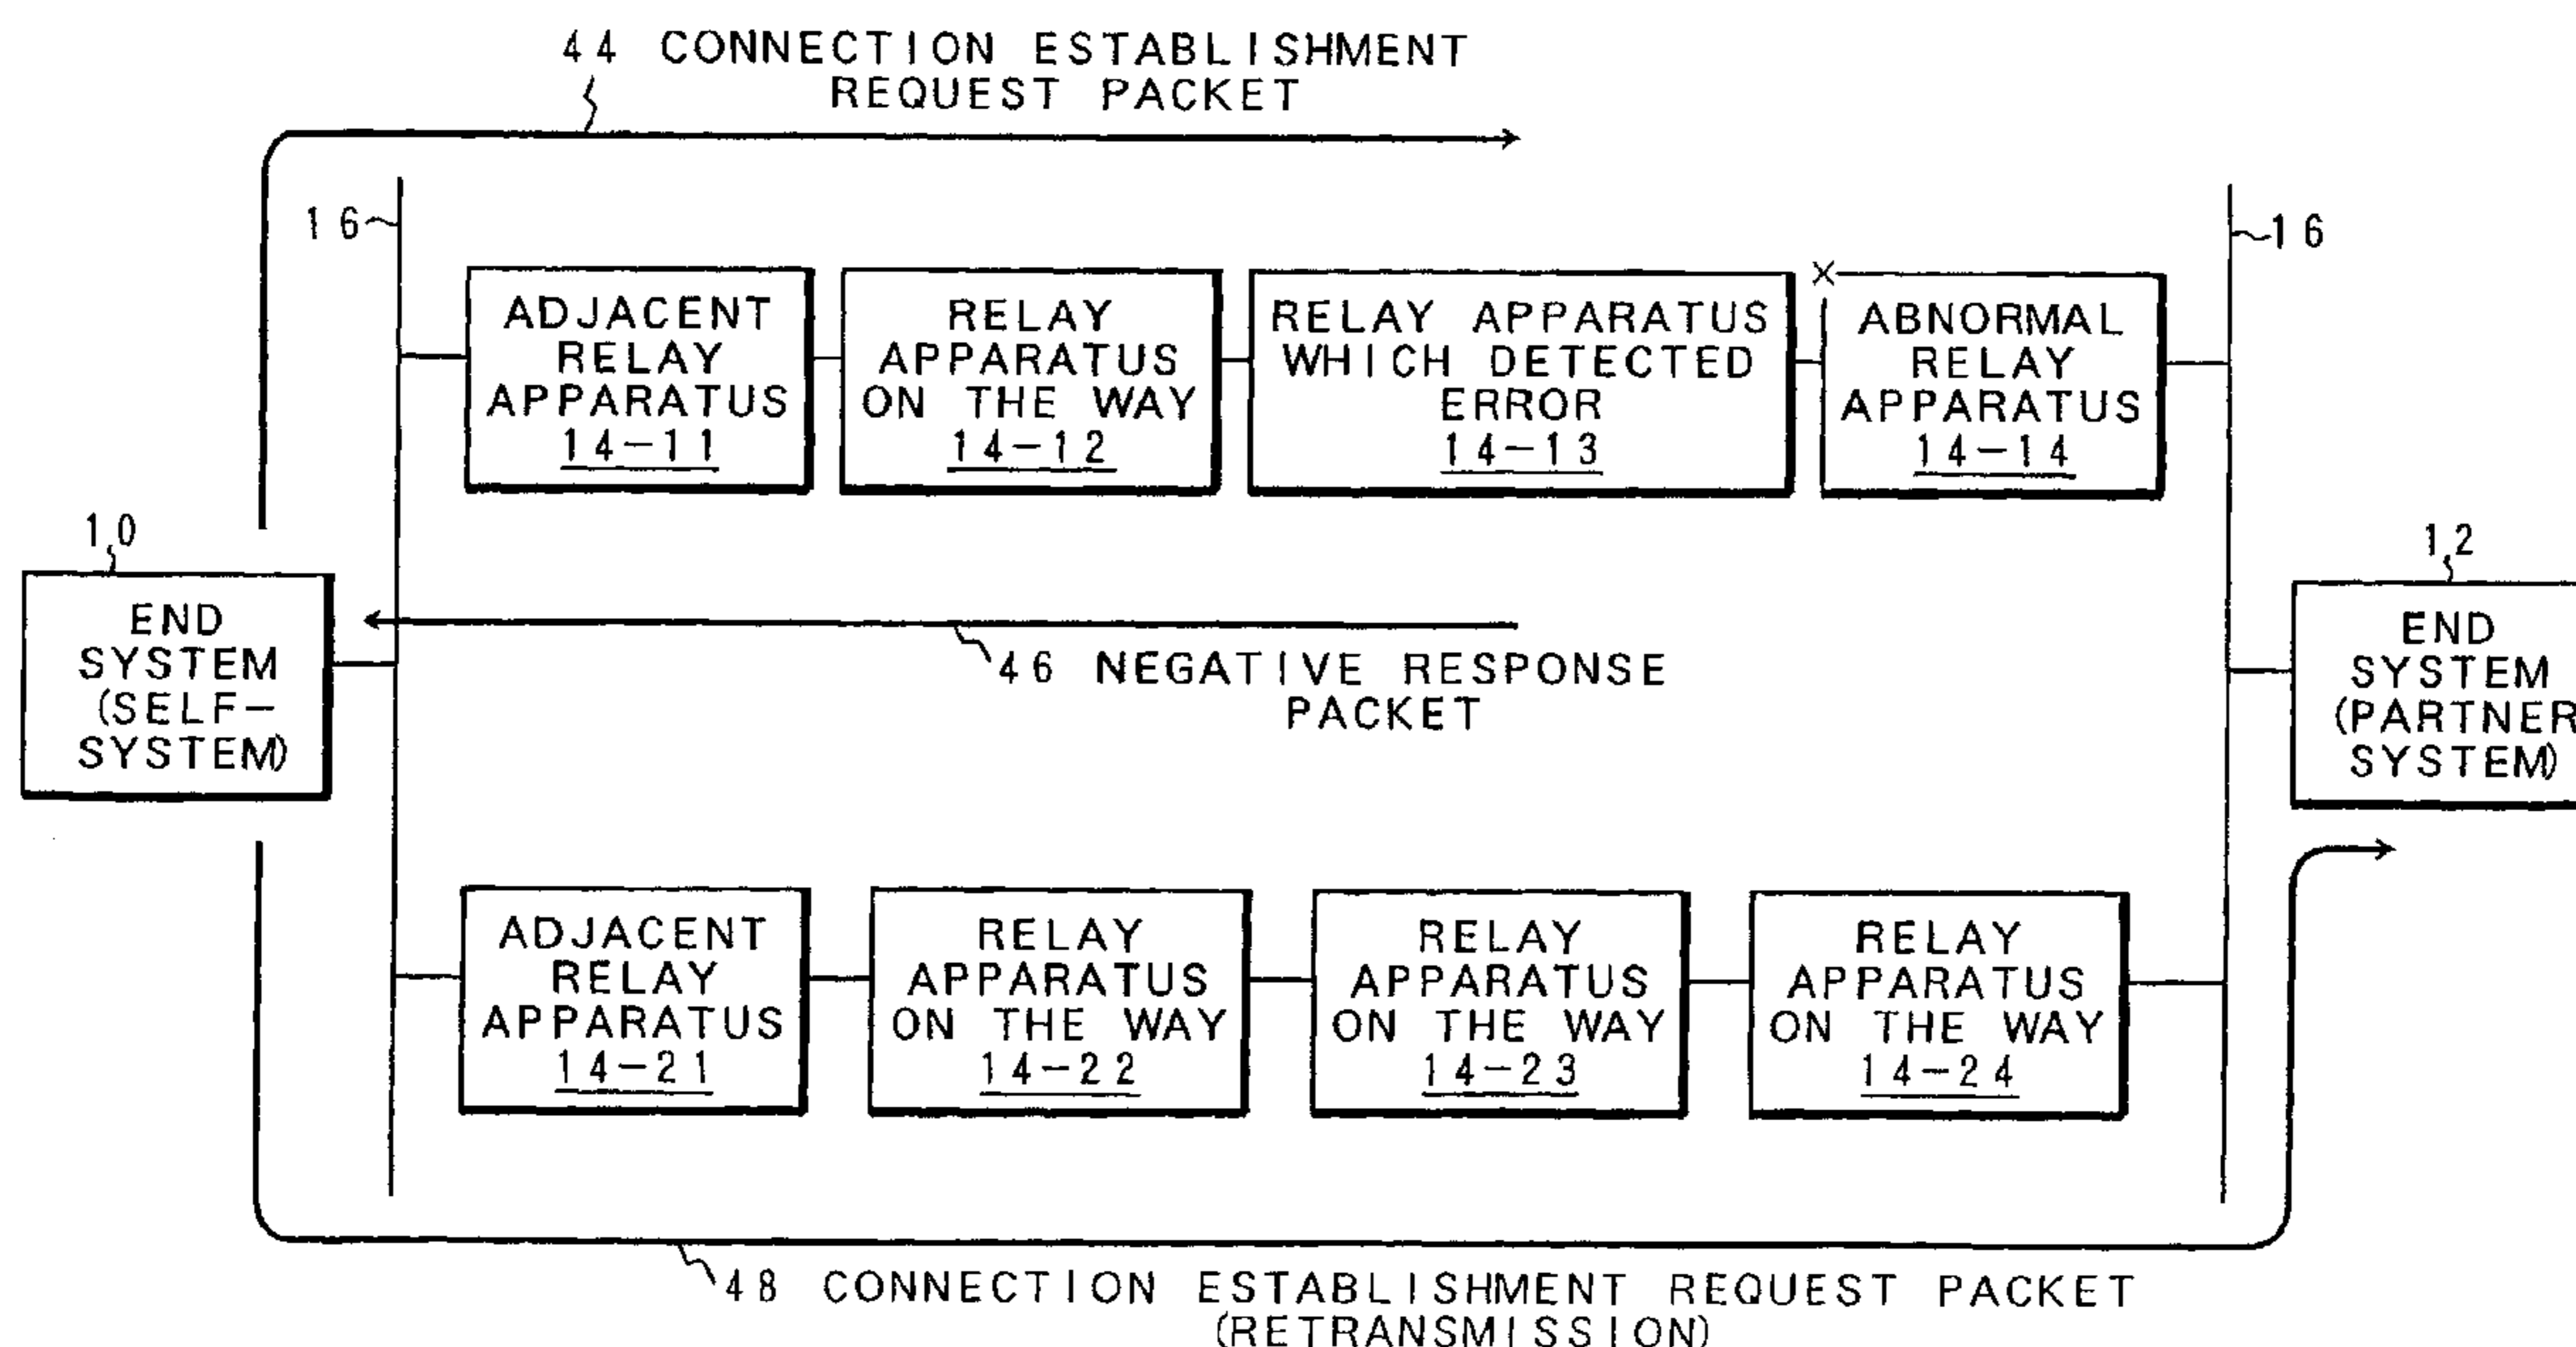 44 CONNECTION ESTABLISHMENT
REQUEST PACKET
16
16
ADJACENT
RELAY
APPARATUS
14-11
RELAY
APPARATUS
ON THE WAY
14-12
RELAY APPARATUS
WHICH DETECTED
ERROR
14-13
×
ABNORMAL
RELAY
APPARATUS
14-14
10
END
SYSTEM
(SELF-
SYSTEM)
46 NEGATIVE RESPONSE
PACKET
12
END
SYSTEM
(PARTNER
SYSTEM)
ADJACENT
RELAY
APPARATUS
14-21
RELAY
APPARATUS
ON THE WAY
14-22
RELAY
APPARATUS
ON THE WAY
14-23
RELAY
APPARATUS
ON THE WAY
14-24
48 CONNECTION ESTABLISHMENT REQUEST PACKET
(RETRANSMISSION)